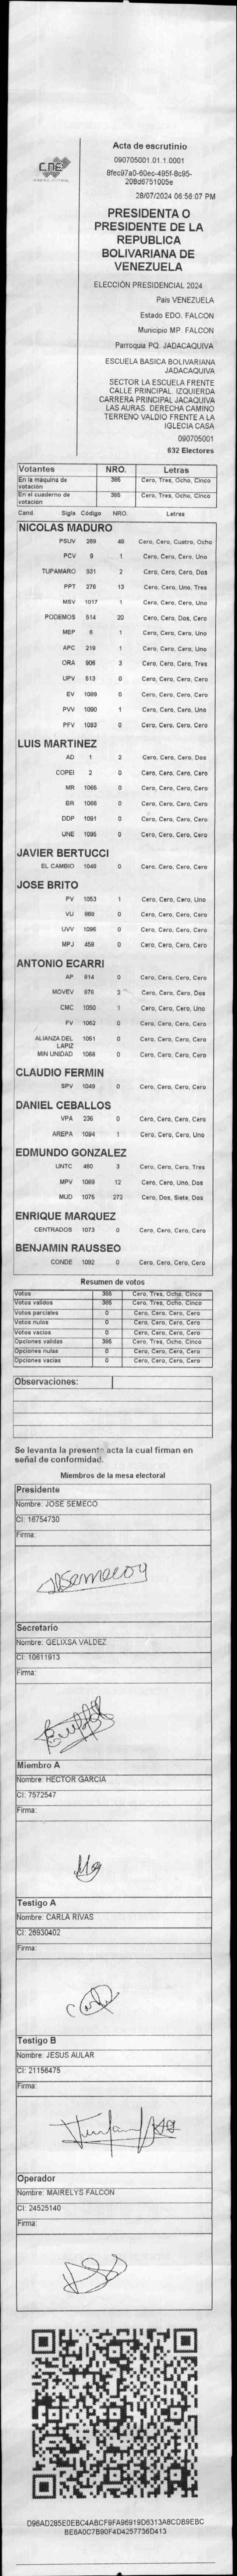 CNE
Acta de escrutinio
090705001.01.1.0001
8fec97a0-60ec-495f-8c95-
208d6751005e
28/07/2024 06:56:07 PM
PRESIDENTA O
PRESIDENTE DE LA
REPUBLICA
BOLIVARIANA DE
VENEZUELA
ELECCIÓN PRESIDENCIAL 2024
País VENEZUELA
Estado EDO. FALCON
Municipio MP. FALCON
Parroquia PQ. JADACAQUIVA
ESCUELA BASICA BOLIVARIANA
JADACAQUIVA
SECTOR LA ESCUELA FRENTE
CALLE PRINCIPAL. IZQUIERDA
CARRERA PRINCIPAL JACAQUIVA
LAS AURAS. DERECHA CAMINO
TERRENO VALDIO FRENTE A LA
IGLECIA CASA
090705001
632 Electores
Votantes NRO. Letras
En la máquina de votación 385 Cero, Tres, Ocho, Cinco
En el cuaderno de votación 385 Cero, Tres, Ocho, Cinco
Cand. Sigla Código NRO. Letras
NICOLAS MADURO
PSUV 269 48 Cero, Cero, Cuatro, Ocho
PCV 9 1 Cero, Cero, Cero, Uno
TUPAMARO 931 2 Cero, Cero, Cero, Dos
PPT 276 13 Cero, Cero, Uno, Tres
MSV 1017 1 Cero, Cero, Cero, Uno
PODEMOS 514 20 Cero, Cero, Dos, Cero
MEP 6 1 Cero, Cero, Cero, Uno
APC 219 1 Cero, Cero, Cero, Uno
ORA 906 3 Cero, Cero, Cero, Tres
UPV 513 0 Cero, Cero, Cero, Cero
EV 1089 0 Cero, Cero, Cero, Cero
PVV 1090 1 Cero, Cero, Cero, Uno
PFV 1093 0 Cero, Cero, Cero, Cero
LUIS MARTINEZ
AD 1 2 Cero, Cero, Cero, Dos
COPEI 2 0 Cero, Cero, Cero, Cero
MR 1065 0 Cero, Cero, Cero, Cero
BR 1066 0 Cero, Cero, Cero, Cero
DDP 1091 0 Cero, Cero, Cero, Cero
UNE 1095 0 Cero, Cero, Cero, Cero
JAVIER BERTUCCI
EL CAMBIO 1048 0 Cero, Cero, Cero, Cero
JOSE BRITO
PV 1053 1 Cero, Cero, Cero, Uno
VU 869 0 Cero, Cero, Cero, Cero
UVV 1096 0 Cero, Cero, Cero, Cero
MPJ 458 0 Cero, Cero, Cero, Cero
ANTONIO ECARRI
AP 814 0 Cero, Cero, Cero, Cero
MOVEV 870 2 Cero, Cero, Cero, Dos
CMC 1050 1 Cero, Cero, Cero, Uno
FV 1062 0 Cero, Cero, Cero, Cero
ALIANZA DEL LAPIZ 1061 0 Cero, Cero, Cero, Cero
MIN UNIDAD 1068 0 Cero, Cero, Cero, Cero
CLAUDIO FERMIN
SPV 1049 0 Cero, Cero, Cero, Cero
DANIEL CEBALLOS
VPA 236 0 Cero, Cero, Cero, Cero
AREPA 1094 1 Cero, Cero, Cero, Uno
EDMUNDO GONZALEZ
UNTC 460 3 Cero, Cero, Cero, Tres
MPV 1069 12 Cero, Cero, Uno, Dos
MUD 1075 272 Cero, Dos, Siete, Dos
ENRIQUE MARQUEZ
CENTRADOS 1073 0 Cero, Cero, Cero, Cero
BENJAMIN RAUSSEO
CONDE 1092 0 Cero, Cero, Cero, Cero
Resumen de votos
Votos 385 Cero, Tres, Ocho, Cinco
Votos validos 385 Cero, Tres, Ocho, Cinco
Votos parciales 0 Cero, Cero, Cero, Cero
Votos nulos 0 Cero, Cero, Cero, Cero
Votos vacios 0 Cero, Cero, Cero, Cero
Opciones validas 385 Cero, Tres, Ocho, Cinco
Opciones nulas 0 Cero, Cero, Cero, Cero
Opciones vacias 0 Cero, Cero, Cero, Cero
Observaciones:
Se levanta la presente acta la cual firman en
señal de conformidad.
Miembros de la mesa electoral
Presidente
Nombre: JOSE SEMECO
CI: 16754730
Firma:
Secretario
Nombre: GELIXSA VALDEZ
CI: 10611913
Firma:
Miembro A
Nombre: HECTOR GARCIA
CI: 7572547
Firma:
Testigo A
Nombre: CARLA RIVAS
CI: 26930402
Firma:
Testigo B
Nombre: JESUS AULAR
CI: 21156475
Firma:
Operador
Nombre: MAIRELYS FALCON
CI: 24525140
Firma:
D96AD285E0EBC4ABCF9FA96919D6313A8CDB9EBC
BE6A0C7B90F4D4257736D413